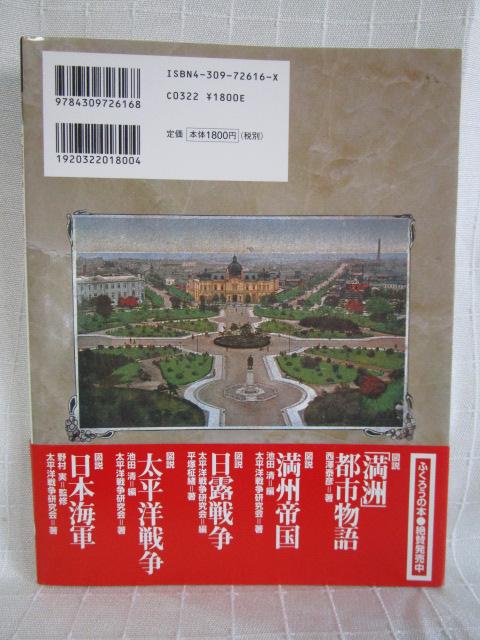 ISBN4-309-72616-X
C0322 ¥1800E
定価 本体1800円（税別）
9784309726168
1920322018004
ふくろうの本●絶賛発売中
図説
「満洲」
都市物語
西澤泰彦＝著
図説
満州帝国
池田 清＝編
太平洋戦争研究会＝著
図説
日露戦争
太平洋戦争研究会＝編
平塚柾緒＝著
図説
太平洋戦争
池田 清＝編
太平洋戦争研究会＝著
図説
日本海軍
野村 実＝監修
太平洋戦争研究会＝著